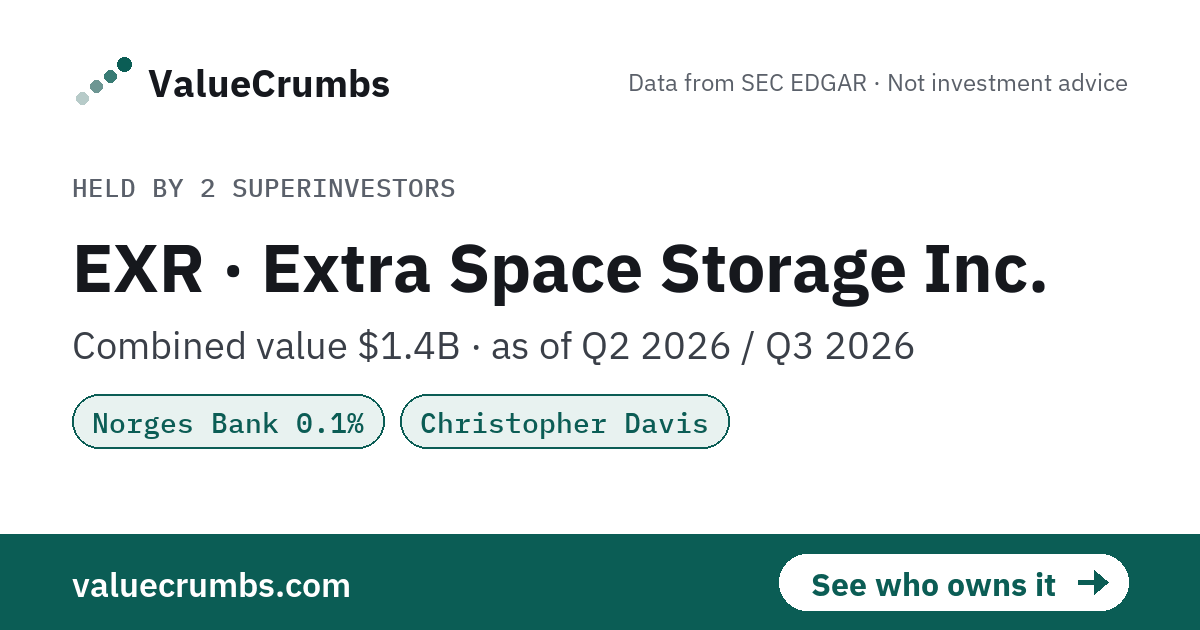 ValueCrumbs
Data from SEC EDGAR · Not investment advice
HELD BY 2 SUPERINVESTORS
EXR · Extra Space Storage Inc.
Combined value $1.4B · as of Q2 2026 / Q3 2026
Norges Bank 0.1%
Christopher Davis
valuecrumbs.com
See who owns it →